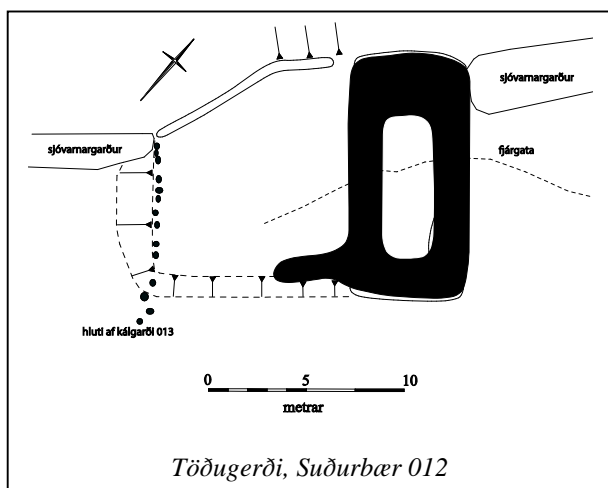 sjóvarnargarður
sjóvarnargarður
fjárgata
hluti af kálgarði 013
0 5 10
metrar
Töðugerði, Suðurbær 012